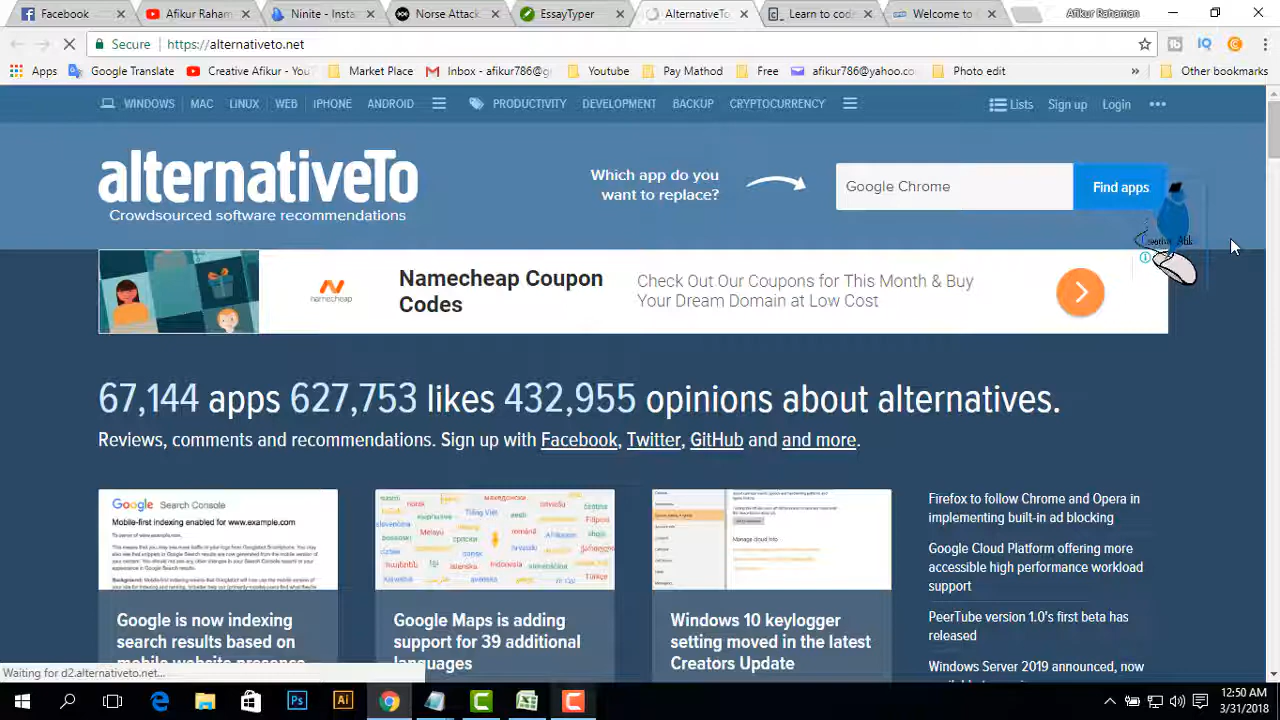 Facebook
Afikur Raham
Ninite - Insta
Norse Attack
EssayTyper
AlternativeTo
Learn to code
Welcome to
Afikur Rahaman
Secure
https://alternativeto.net
Apps
Google Translate
Creative Afikur - You
Market Place
Inbox - afikur786@g
Youtube
Pay Mathod
Free
afikur786@yahoo.co
Photo edit
»
Other bookmarks
WINDOWS
MAC
LINUX
WEB
IPHONE
ANDROID
PRODUCTIVITY
DEVELOPMENT
BACKUP
CRYPTOCURRENCY
Lists
Sign up
Login
alternativeTo
Crowdsourced software recommendations
Which app do you
want to replace?
Google Chrome
Find apps
namecheap
Namecheap Coupon
Codes
Check Out Our Coupons for This Month & Buy
Your Dream Domain at Low Cost
67,144 apps 627,753 likes 432,955 opinions about alternatives.
Reviews, comments and recommendations. Sign up with Facebook, Twitter, GitHub and and more.
Google Search Console
Mobile-first indexing enabled for www.example.com
Google is now indexing
search results based on
mobile website presence
Google Maps is adding
support for 39 additional
languages
Windows 10 keylogger
setting moved in the latest
Creators Update
Firefox to follow Chrome and Opera in
implementing built-in ad blocking
Google Cloud Platform offering more
accessible high performance workload
support
PeerTube version 1.0's first beta has
released
Windows Server 2019 announced, now
Waiting for d2.alternativeto.net...
Ps
Ai
12:30 AM
3/31/2018